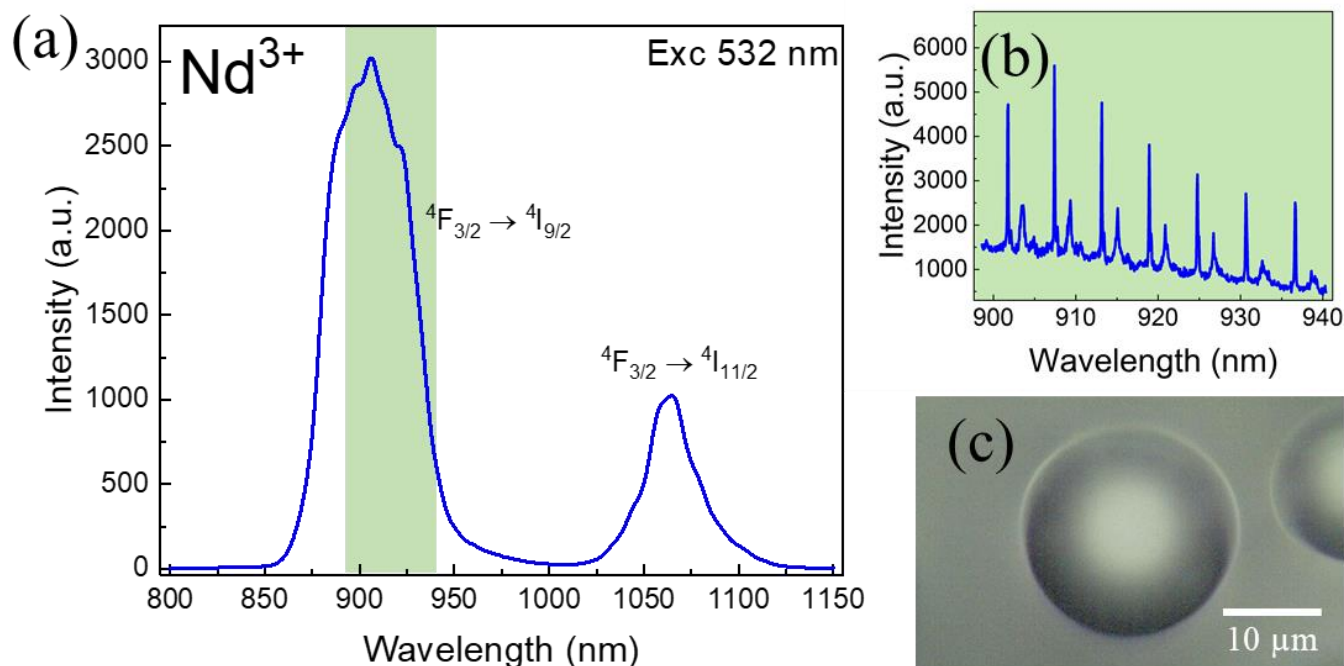 (a)
Nd³⁺
Exc 532 nm
⁴F₃/₂ → ⁴I₉/₂
⁴F₃/₂ → ⁴I₁₁/₂
Intensity (a.u.)
3000
2500
2000
1500
1000
500
0
800 850 900 950 1000 1050 1100 1150
Wavelength (nm)
(b)
Intensity (a.u.)
6000
5000
4000
3000
2000
1000
900 910 920 930 940
Wavelength (nm)
(c)
10 µm